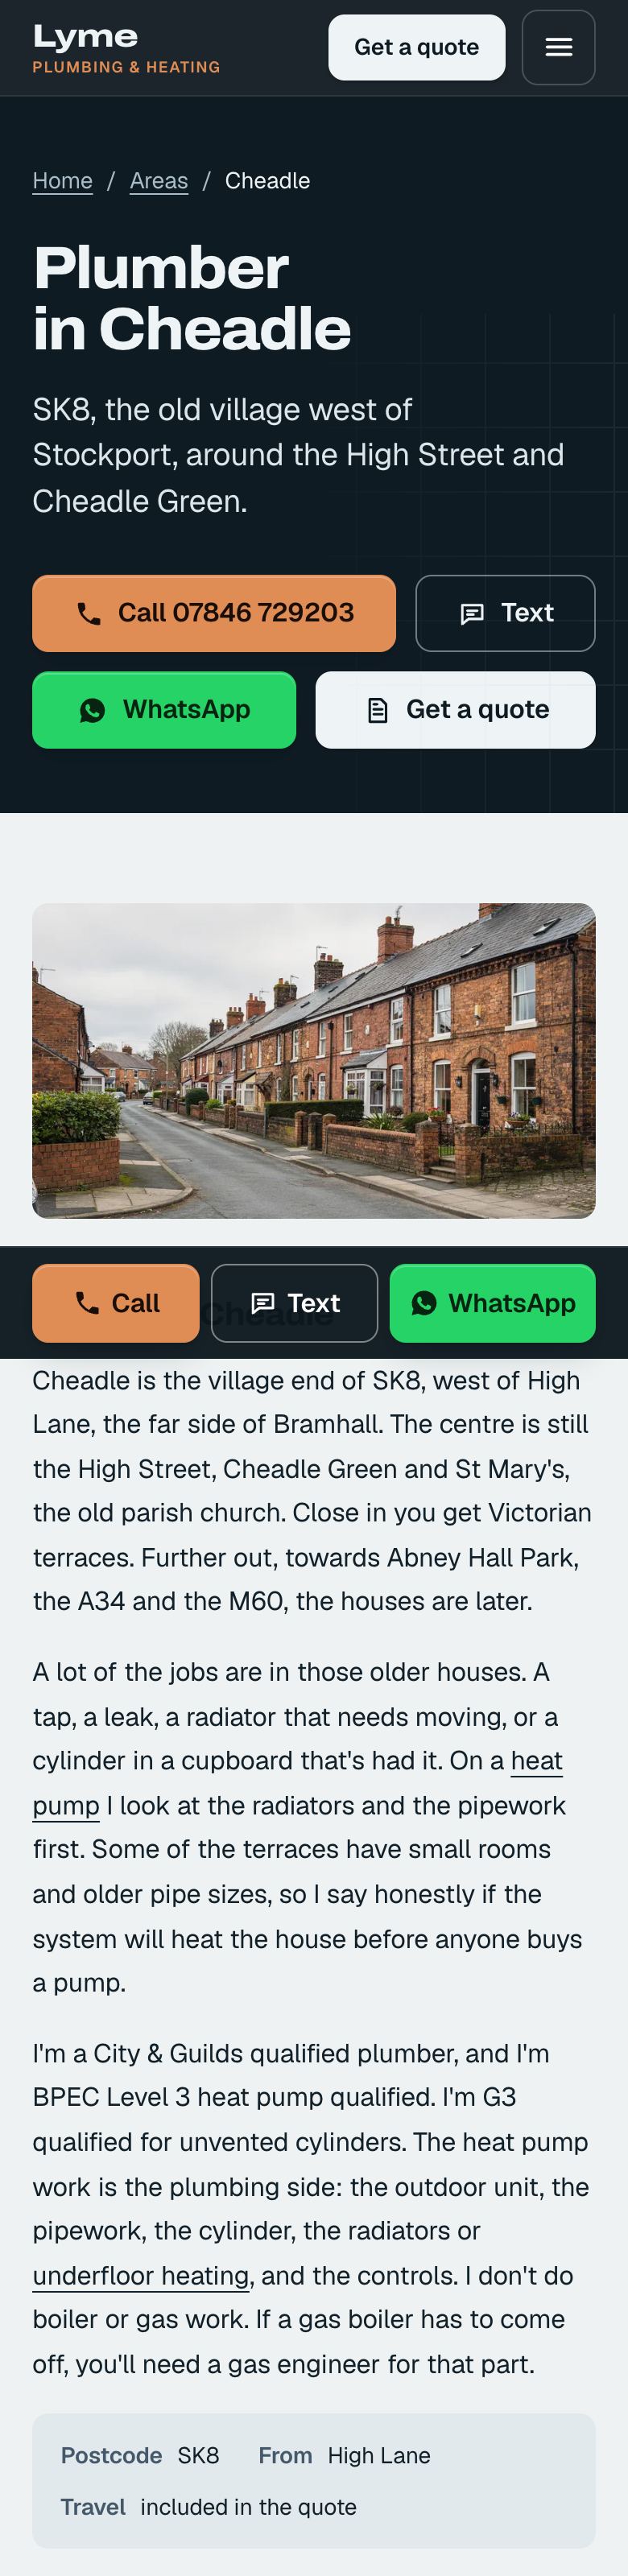 Lyme
PLUMBING & HEATING
Get a quote
Home / Areas / Cheadle
Plumber
in Cheadle
SK8, the old village west of
Stockport, around the High Street and
Cheadle Green.
Call 07846 729203
Text
WhatsApp
Get a quote
Cheadle
Call
Text
WhatsApp
Cheadle is the village end of SK8, west of High
Lane, the far side of Bramhall. The centre is still
the High Street, Cheadle Green and St Mary's,
the old parish church. Close in you get Victorian
terraces. Further out, towards Abney Hall Park,
the A34 and the M60, the houses are later.
A lot of the jobs are in those older houses. A
tap, a leak, a radiator that needs moving, or a
cylinder in a cupboard that's had it. On a heat
pump I look at the radiators and the pipework
first. Some of the terraces have small rooms
and older pipe sizes, so I say honestly if the
system will heat the house before anyone buys
a pump.
I'm a City & Guilds qualified plumber, and I'm
BPEC Level 3 heat pump qualified. I'm G3
qualified for unvented cylinders. The heat pump
work is the plumbing side: the outdoor unit, the
pipework, the cylinder, the radiators or
underfloor heating, and the controls. I don't do
boiler or gas work. If a gas boiler has to come
off, you'll need a gas engineer for that part.
Postcode SK8 From High Lane
Travel included in the quote